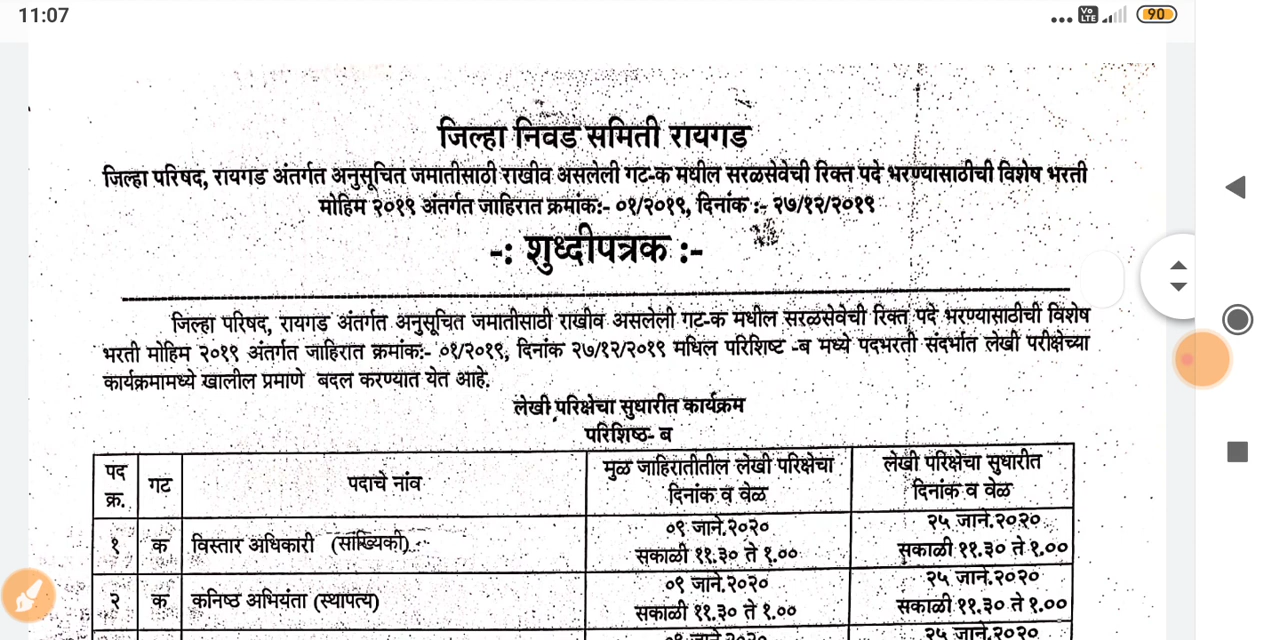 11:07
Vo LTE 90
जिल्हा निवड समिती रायगड
जिल्हा परिषद, रायगड अंतर्गत अनुसूचित जमातीसाठी राखीव असलेली गट-क मधील सरळसेवेची रिक्त पदे भरण्यासाठीची विशेष भरती
मोहिम २०१९ अंतर्गत जाहिरात क्रमांक:- ०१/२०१९, दिनांक :- २७/१२/२०१९
-: शुध्दीपत्रक :-
जिल्हा परिषद, रायगड अंतर्गत अनुसूचित जमातीसाठी राखीव असलेली गट-क मधील सरळसेवेची रिक्त पदे भरण्यासाठीची विशेष
भरती मोहिम २०१९ अंतर्गत जाहिरात क्रमांक:- ०१/२०१९, दिनांक २७/१२/२०१९ मधिल परिशिष्ट -ब मध्ये पदभरती संदर्भात लेखी परीक्षेच्या
कार्यक्रमामध्ये खालील प्रमाणे बदल करण्यात येत आहे.
लेखी परिक्षेचा सुधारीत कार्यक्रम
परिशिष्ठ- ब
पद क्र. गट पदाचे नांव मुळ जाहिरातीतील लेखी परिक्षेचा दिनांक व वेळ लेखी परिक्षेचा सुधारीत दिनांक व वेळ
१ क विस्तार अधिकारी (सांख्यिकी) ०९ जाने.२०२० सकाळी ११.३० ते १.०० २५ जाने.२०२० सकाळी ११.३० ते १.००
२ क कनिष्ठ अभियंता (स्थापत्य) ०९ जाने.२०२० सकाळी ११.३० ते १.०० २५ जाने.२०२० सकाळी ११.३० ते १.००
२५ जाने.२०२०